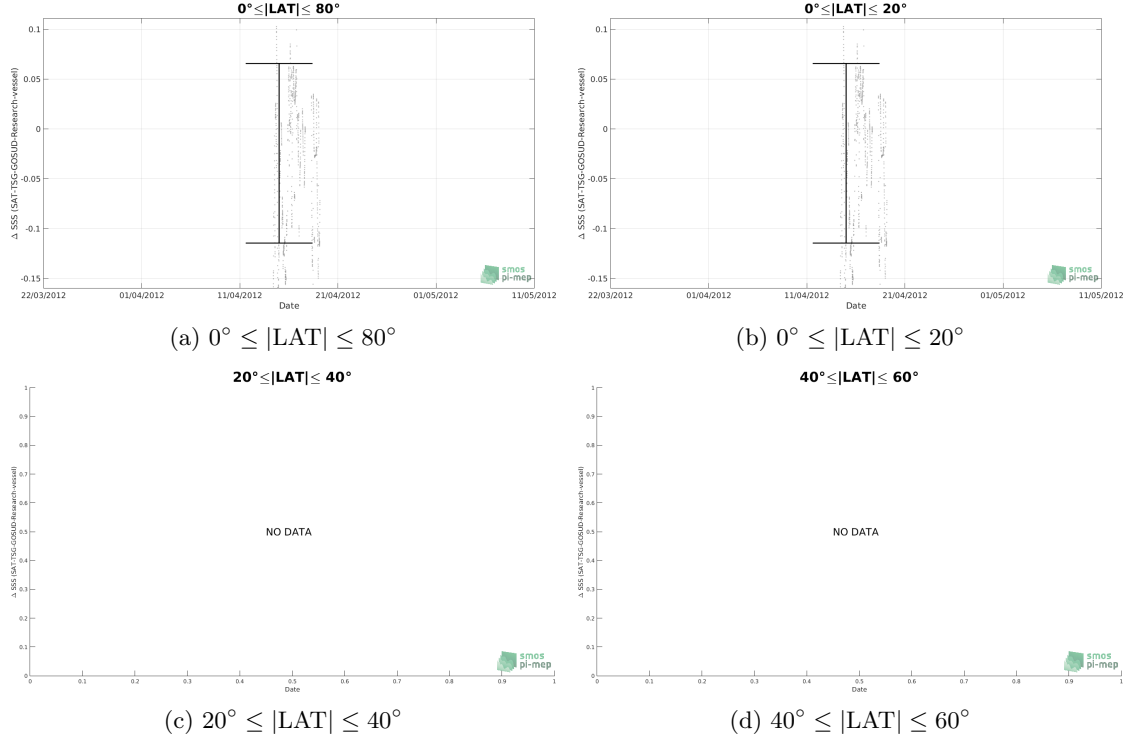 0°≤|LAT|≤ 80°
0.1
0.05
0
-0.05
-0.1
-0.15
Δ SSS (SAT-TSG-GOSUD-Research-vessel)
22/03/2012 01/04/2012 11/04/2012 21/04/2012 01/05/2012 11/05/2012
Date
smos
pi-mep
(a) 0° ≤ |LAT| ≤ 80°
0°≤|LAT|≤ 20°
0.1
0.05
0
-0.05
-0.1
-0.15
Δ SSS (SAT-TSG-GOSUD-Research-vessel)
22/03/2012 01/04/2012 11/04/2012 21/04/2012 01/05/2012 11/05/2012
Date
smos
pi-mep
(b) 0° ≤ |LAT| ≤ 20°
20°≤|LAT|≤ 40°
1
0.9
0.8
0.7
0.6
0.5
0.4
0.3
0.2
0.1
0
Δ SSS (SAT-TSG-GOSUD-Research-vessel)
NO DATA
0 0.1 0.2 0.3 0.4 0.5 0.6 0.7 0.8 0.9 1
Date
smos
pi-mep
(c) 20° ≤ |LAT| ≤ 40°
40°≤|LAT|≤ 60°
1
0.9
0.8
0.7
0.6
0.5
0.4
0.3
0.2
0.1
0
Δ SSS (SAT-TSG-GOSUD-Research-vessel)
NO DATA
0 0.1 0.2 0.3 0.4 0.5 0.6 0.7 0.8 0.9 1
Date
smos
pi-mep
(d) 40° ≤ |LAT| ≤ 60°